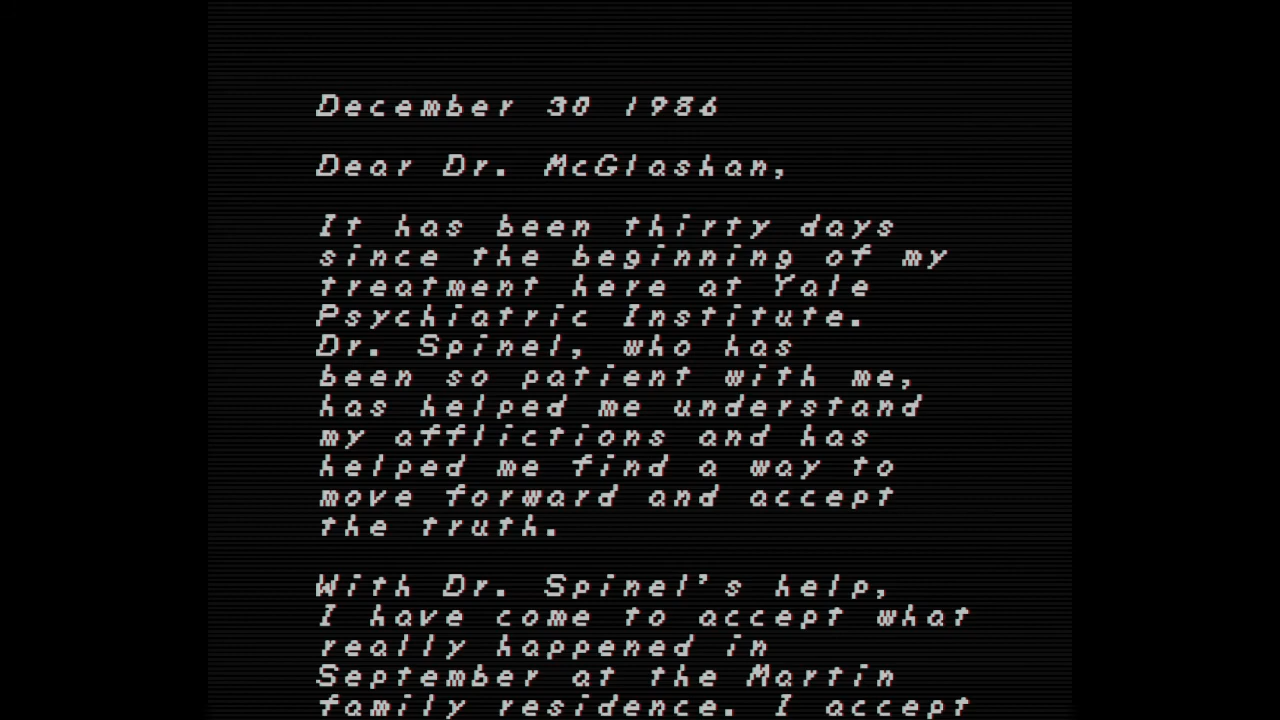 December 30 1986
Dear Dr. McGlashan,
It has been thirty days
since the beginning of my
treatment here at Yale
Psychiatric Institute.
Dr. Spinel, who has
been so patient with me,
has helped me understand
my afflictions and has
helped me find a way to
move forward and accept
the truth.
With Dr. Spinel's help,
I have come to accept what
really happened in
September at the Martin
family residence. I accept